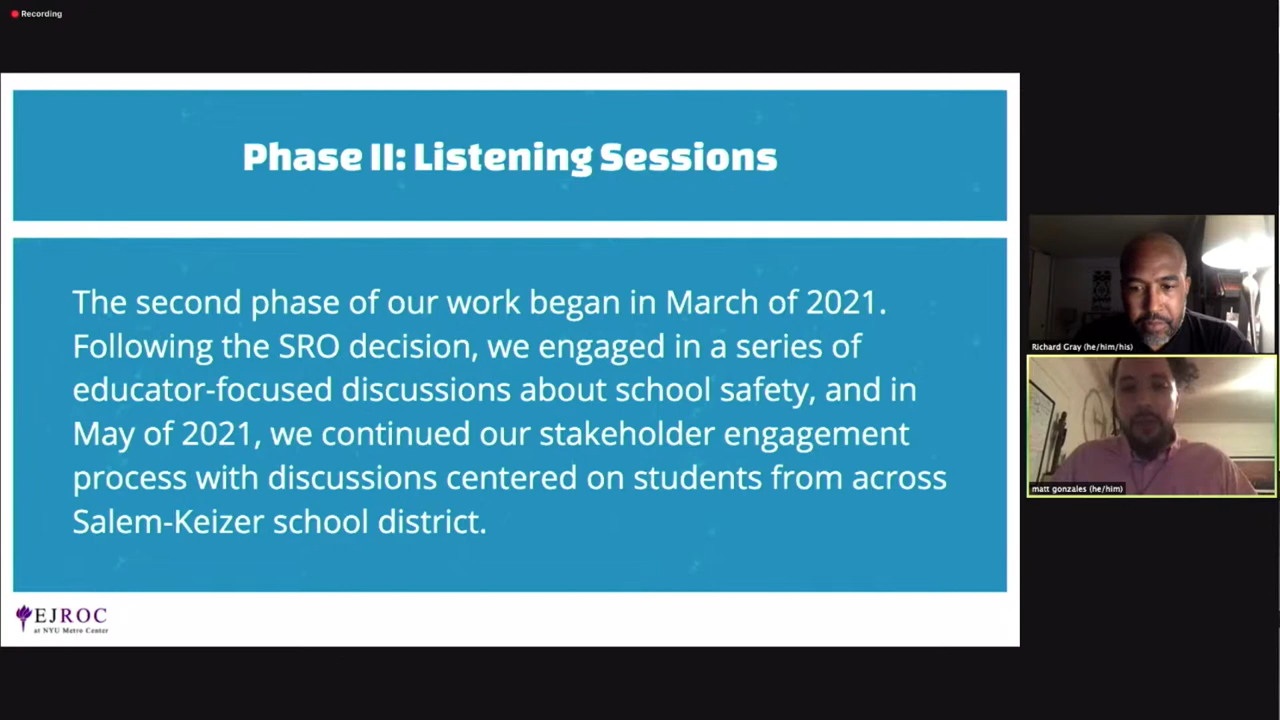 Recording
Phase II: Listening Sessions
The second phase of our work began in March of 2021.
Following the SRO decision, we engaged in a series of
educator-focused discussions about school safety, and in
May of 2021, we continued our stakeholder engagement
process with discussions centered on students from across
Salem-Keizer school district.
EJROC
at NYU Metro Center
Richard Gray (he/him/his)
matt gonzales (he/him)